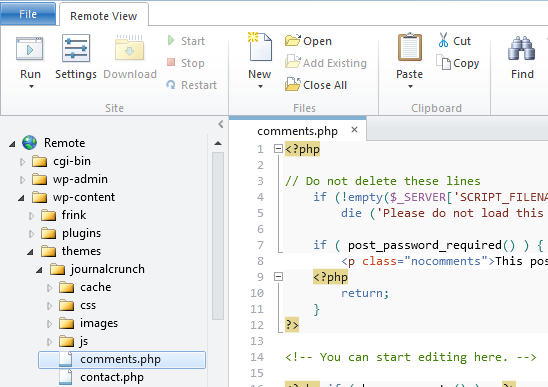 File Remote View
Run Settings Download Start Stop Restart
Site
New Open Add Existing Close All
Files
Paste Cut Copy
Clipboard
Find
Remote
cgi-bin
wp-admin
wp-content
frink
plugins
themes
journalcrunch
cache
css
images
js
comments.php
contact.php
comments.php ×
1 <?php
2
3 // Do not delete these lines
4 if (!empty($_SERVER['SCRIPT_FILENA
5 die ('Please do not load this
6
7 if ( post_password_required() ) {
8 <p class="nocomments">This pos
9 <?php
10 return;
11 }
12 ?>
13
14 <!-- You can start editing here. -->
15